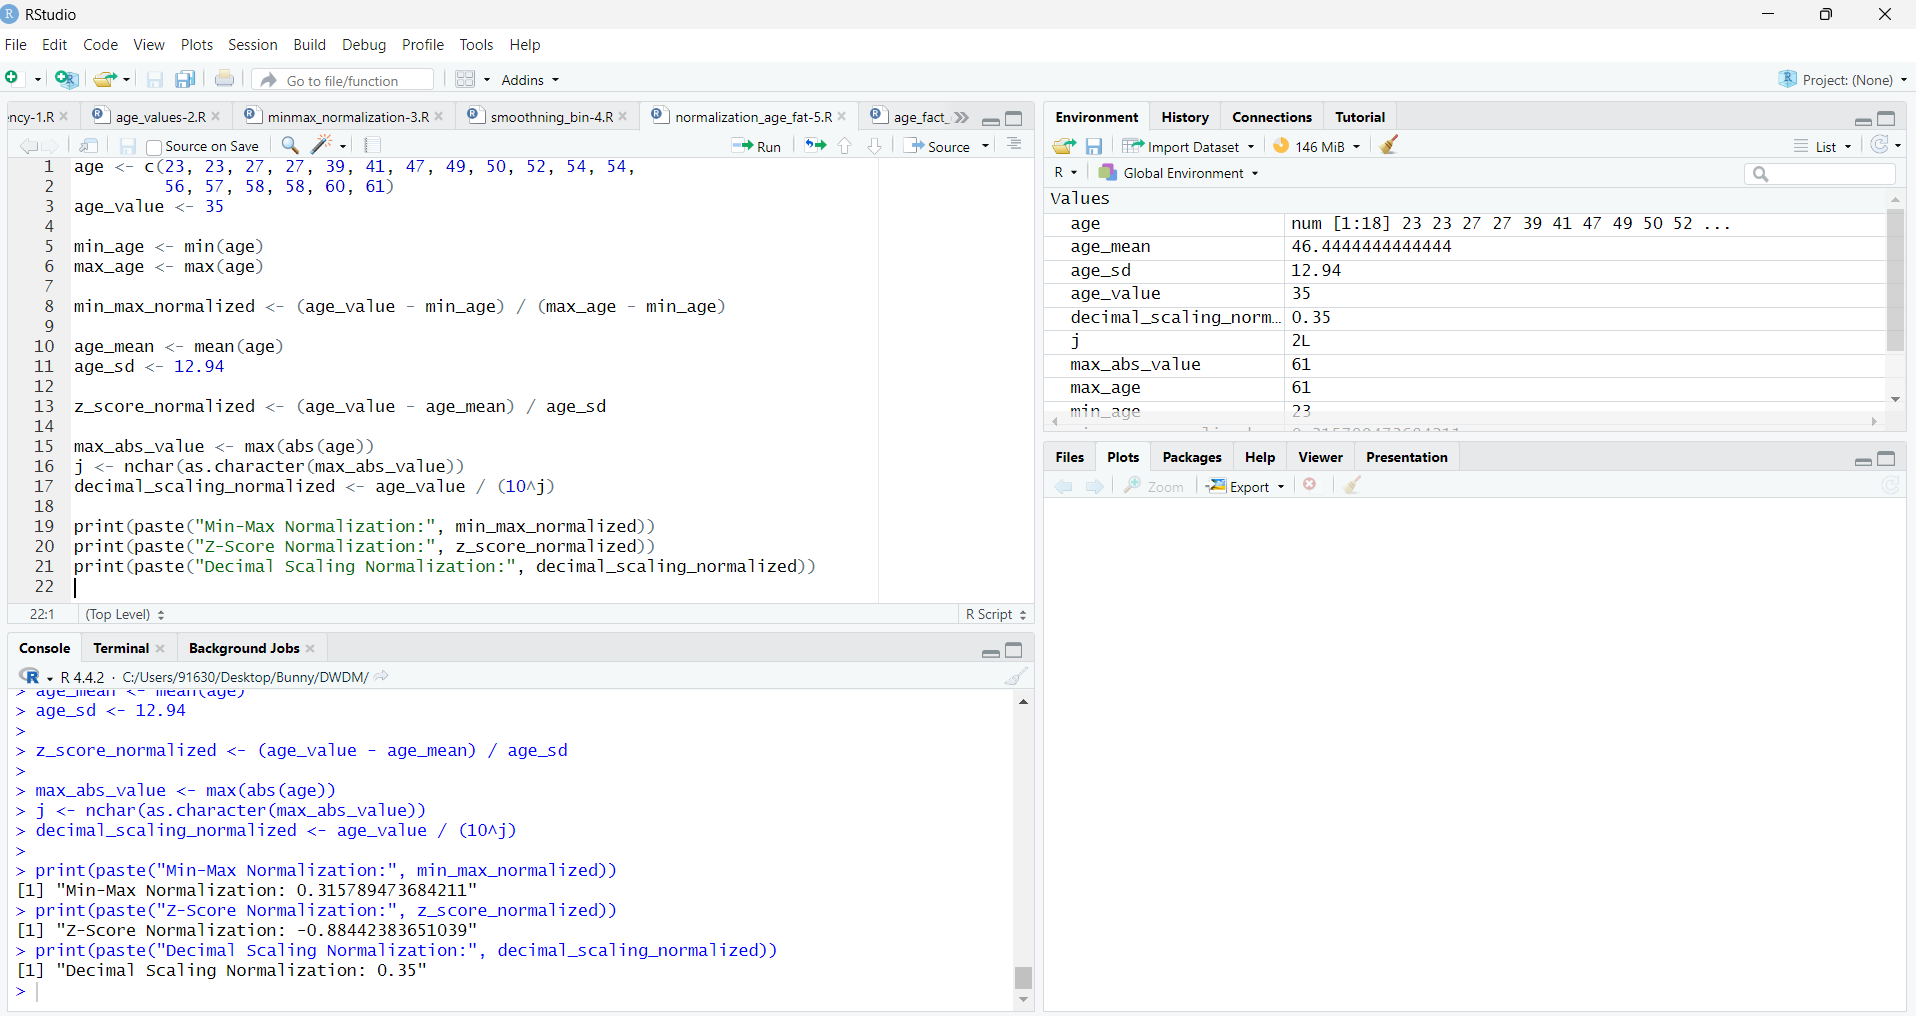 RStudio
File Edit Code View Plots Session Build Debug Profile Tools Help
Go to file/function Addins Project: (None)
ency-1.R age_values-2.R minmax_normalization-3.R smoothning_bin-4.R normalization_age_fat-5.R age_fact_
Source on Save Run Source
1 age <- c(23, 23, 27, 27, 39, 41, 47, 49, 50, 52, 54, 54,
2 56, 57, 58, 58, 60, 61)
3 age_value <- 35
4
5 min_age <- min(age)
6 max_age <- max(age)
7
8 min_max_normalized <- (age_value - min_age) / (max_age - min_age)
9
10 age_mean <- mean(age)
11 age_sd <- 12.94
12
13 z_score_normalized <- (age_value - age_mean) / age_sd
14
15 max_abs_value <- max(abs(age))
16 j <- nchar(as.character(max_abs_value))
17 decimal_scaling_normalized <- age_value / (10^j)
18
19 print(paste("Min-Max Normalization:", min_max_normalized))
20 print(paste("Z-Score Normalization:", z_score_normalized))
21 print(paste("Decimal Scaling Normalization:", decimal_scaling_normalized))
22
22:1 (Top Level) R Script
Console Terminal Background Jobs
R 4.4.2 · C:/Users/91630/Desktop/Bunny/DWDM/
> age_mean <- mean(age)
> age_sd <- 12.94
>
> z_score_normalized <- (age_value - age_mean) / age_sd
>
> max_abs_value <- max(abs(age))
> j <- nchar(as.character(max_abs_value))
> decimal_scaling_normalized <- age_value / (10^j)
>
> print(paste("Min-Max Normalization:", min_max_normalized))
[1] "Min-Max Normalization: 0.315789473684211"
> print(paste("Z-Score Normalization:", z_score_normalized))
[1] "Z-Score Normalization: -0.88442383651039"
> print(paste("Decimal Scaling Normalization:", decimal_scaling_normalized))
[1] "Decimal Scaling Normalization: 0.35"
>
Environment History Connections Tutorial
Import Dataset 146 MiB List
R Global Environment
Values
age num [1:18] 23 23 27 27 39 41 47 49 50 52 ...
age_mean 46.4444444444444
age_sd 12.94
age_value 35
decimal_scaling_norm… 0.35
j 2L
max_abs_value 61
max_age 61
min_age 23
Files Plots Packages Help Viewer Presentation
Zoom Export